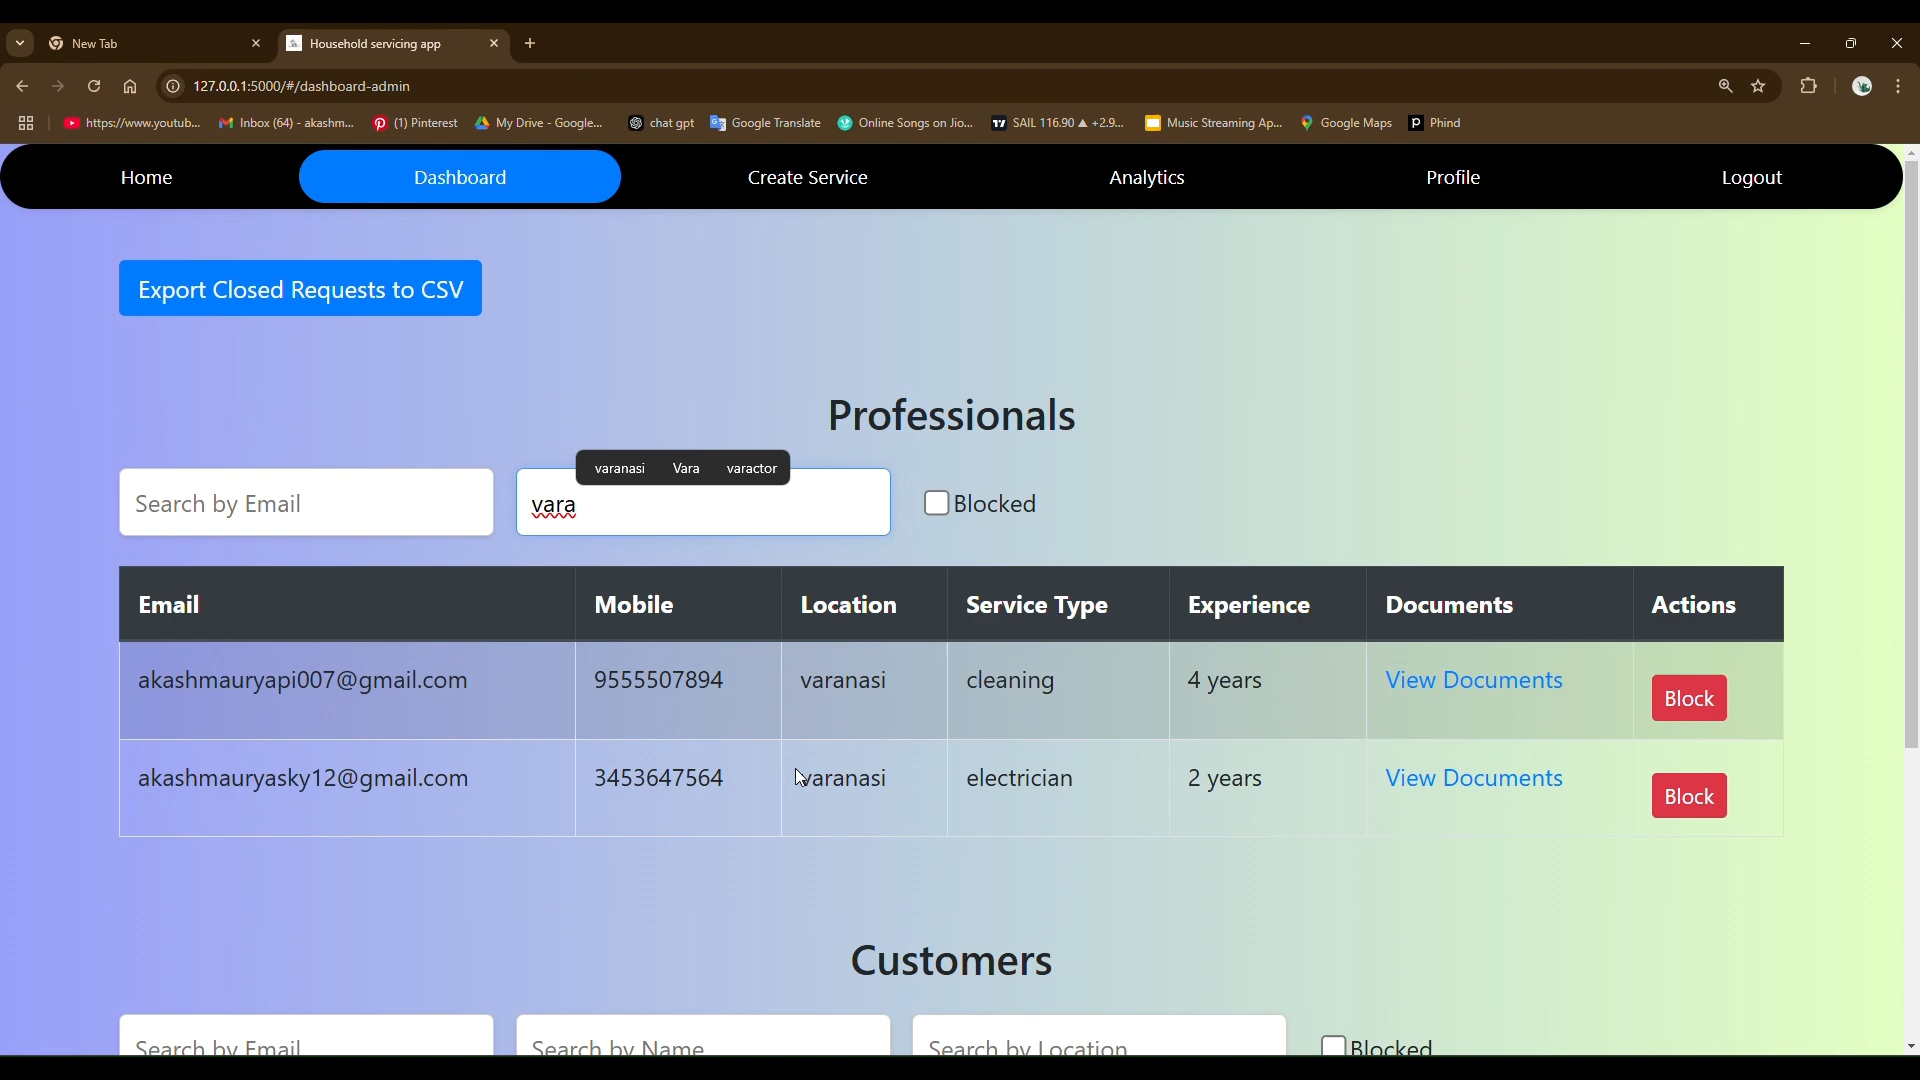 New Tab
Household servicing app
127.0.0.1:5000/#/dashboard-admin
https://www.youtub... Inbox (64) - akashm... (1) Pinterest My Drive - Google... chat gpt Google Translate Online Songs on Jio... SAIL 116.90 ▲ +2.9... Music Streaming Ap... Google Maps Phind
Home Dashboard Create Service Analytics Profile Logout
Export Closed Requests to CSV
Professionals
varanasi Vara varactor
Search by Email vara Blocked
Email Mobile Location Service Type Experience Documents Actions
akashmauryapi007@gmail.com 9555507894 varanasi cleaning 4 years View Documents Block
akashmauryasky12@gmail.com 3453647564 varanasi electrician 2 years View Documents Block
Customers
Search by Email Search by Name Search by Location Blocked